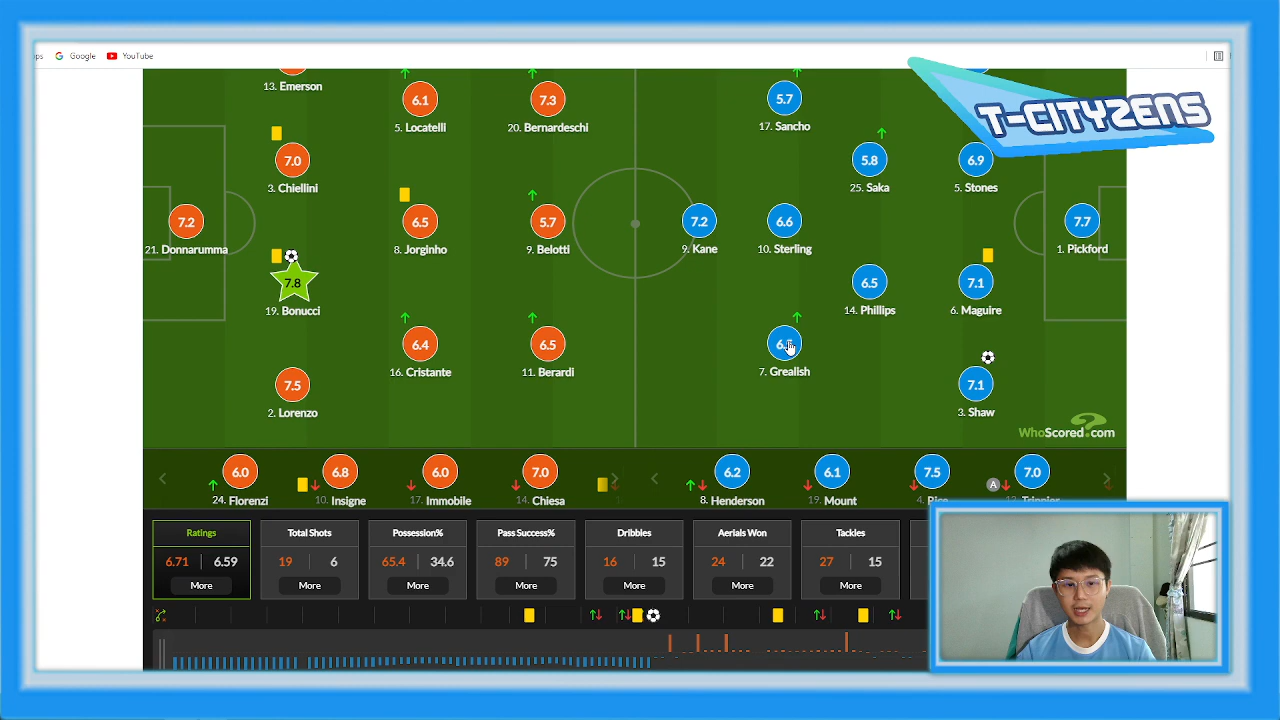 ps Google YouTube
T-CITYZENS
13. Emerson
6.1
5. Locatelli
7.3
20. Bernardeschi
5.7
17. Sancho
7.0
3. Chiellini
5.8
25. Saka
6.9
5. Stones
7.2
21. Donnarumma
6.5
8. Jorginho
5.7
9. Belotti
7.2
9. Kane
6.6
10. Sterling
7.7
1. Pickford
7.8
19. Bonucci
6.5
14. Phillips
7.1
6. Maguire
6.4
16. Cristante
6.5
11. Berardi
7. Grealish
7.5
2. Lorenzo
7.1
3. Shaw
WhoScored.com
6.0 6.8 6.0 7.0 6.2 6.1 7.5 7.0
24. Florenzi 10. Insigne 17. Immobile 14. Chiesa 8. Henderson 19. Mount 4. Rice A 12. Trippier
Ratings Total Shots Possession% Pass Success% Dribbles Aerials Won Tackles
6.71 6.59 19 6 65.4 34.6 89 75 16 15 24 22 27 15
More More More More More More More